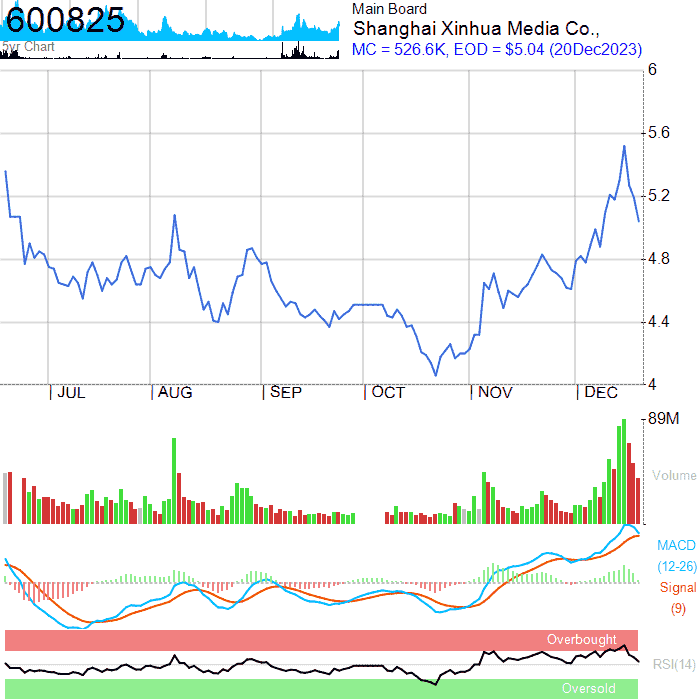 600825
5yr Chart
Main Board
Shanghai Xinhua Media Co.,
MC = 526.6K, EOD = $5.04 (20Dec2023)
6
5.6
5.2
4.8
4.4
4
JUL AUG SEP OCT NOV DEC
89M
Volume
MACD
(12-26)
Signal
(9)
Overbought
RSI(14)
Oversold